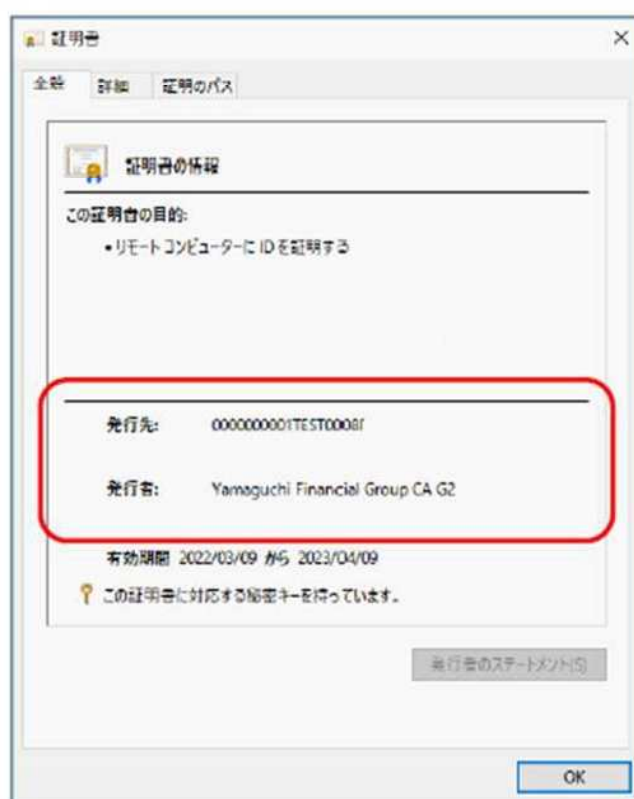 証明書
全般 詳細 証明のパス
証明書の情報
この証明書の目的:
•リモート コンピューターに ID を証明する
発行先: 0000000001TEST0008f
発行者: Yamaguchi Financial Group CA G2
有効期間 2022/03/09 から 2023/04/09
この証明書に対応する秘密キーを持っています。
発行者のステートメント(S)
OK